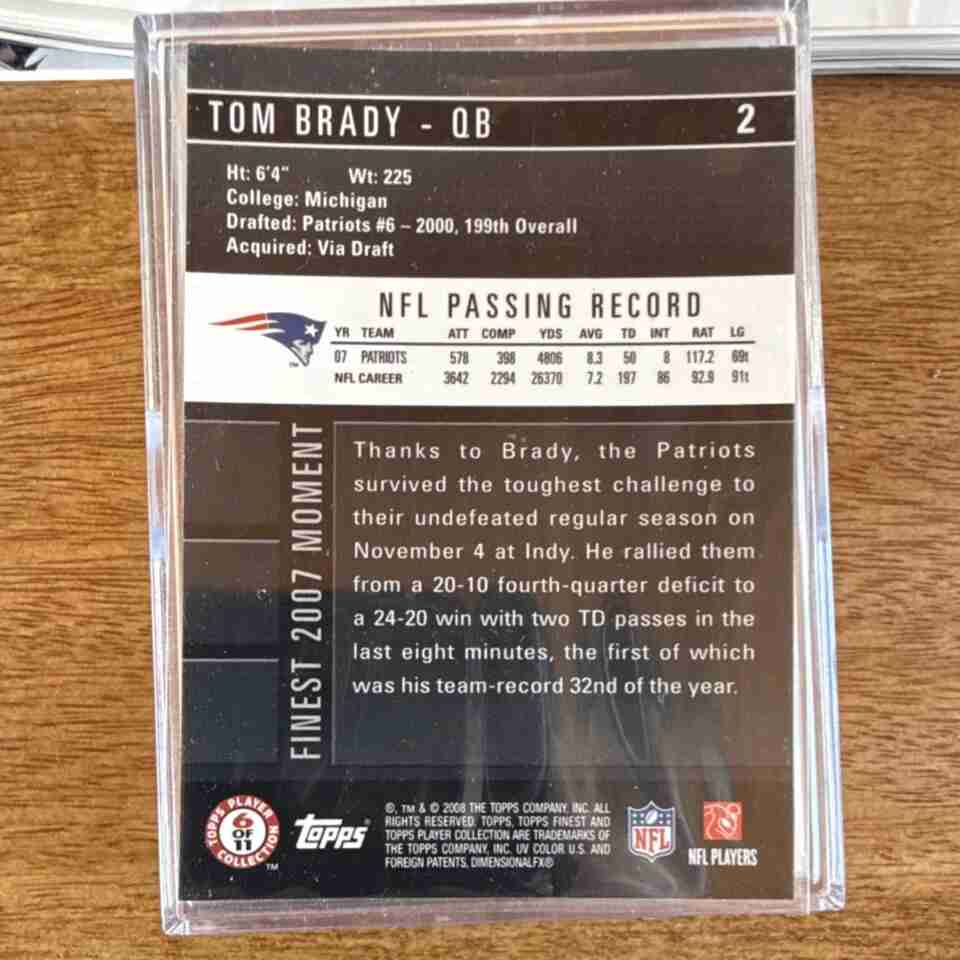 TOM BRADY - QB 2
Ht: 6'4" Wt: 225
College: Michigan
Drafted: Patriots #6 – 2000, 199th Overall
Acquired: Via Draft
NFL PASSING RECORD
YR TEAM ATT COMP YDS AVG TD INT RAT LG
07 PATRIOTS 578 398 4806 8.3 50 8 117.2 69t
NFL CAREER 3642 2294 26370 7.2 197 86 92.9 91t
FINEST 2007 MOMENT
Thanks to Brady, the Patriots
survived the toughest challenge to
their undefeated regular season on
November 4 at Indy. He rallied them
from a 20-10 fourth-quarter deficit to
a 24-20 win with two TD passes in the
last eight minutes, the first of which
was his team-record 32nd of the year.
TOPPS PLAYER
6
OF
11
COLLECTION
TM
topps
®, TM & © 2008 THE TOPPS COMPANY, INC. ALL
RIGHTS RESERVED. TOPPS, TOPPS FINEST AND
TOPPS PLAYER COLLECTION ARE TRADEMARKS OF
THE TOPPS COMPANY, INC. UV COLOR U.S. AND
FOREIGN PATENTS, DIMENSIONALFX®
NFL
NFL PLAYERS